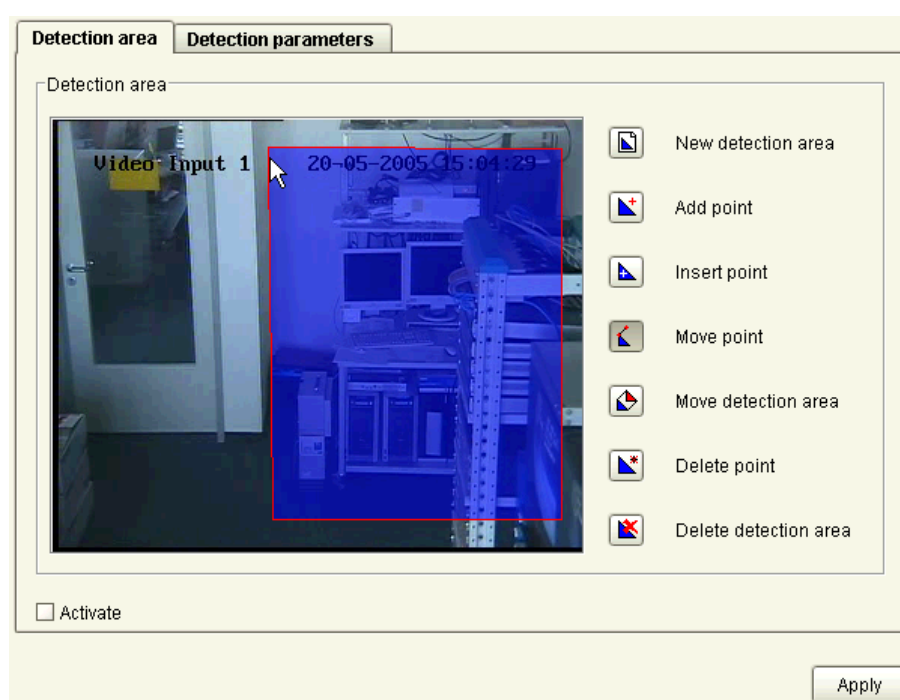 Detection area
Detection parameters
Detection area
Video Input 1 20-05-2005 15:04:29
New detection area
Add point
Insert point
Move point
Move detection area
Delete point
Delete detection area
Activate
Apply